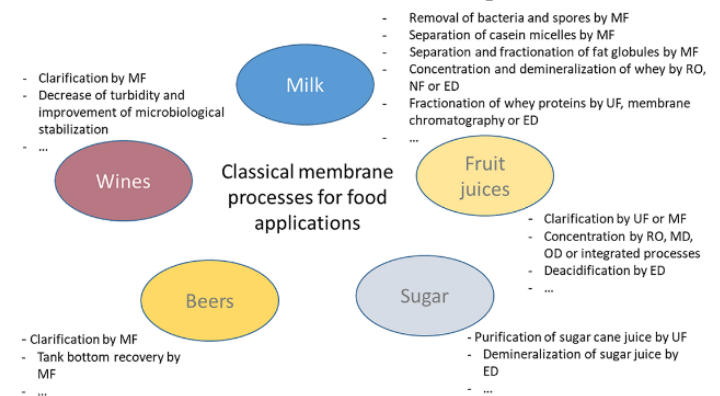 - Removal of bacteria and spores by MF
- Separation of casein micelles by MF
- Separation and fractionation of fat globules by MF
- Concentration and demineralization of whey by RO,
NF or ED
- Fractionation of whey proteins by UF, membrane
chromatography or ED
- ...
Milk
- Clarification by MF
- Decrease of turbidity and
improvement of microbiological
stabilization
- ...
Wines
Classical membrane
processes for food
applications
Fruit
juices
- Clarification by UF or MF
- Concentration by RO, MD,
OD or integrated processes
- Deacidification by ED
- ...
Beers
- Clarification by MF
- Tank bottom recovery by
MF
- ...
Sugar
- Purification of sugar cane juice by UF
- Demineralization of sugar juice by
ED
- ...